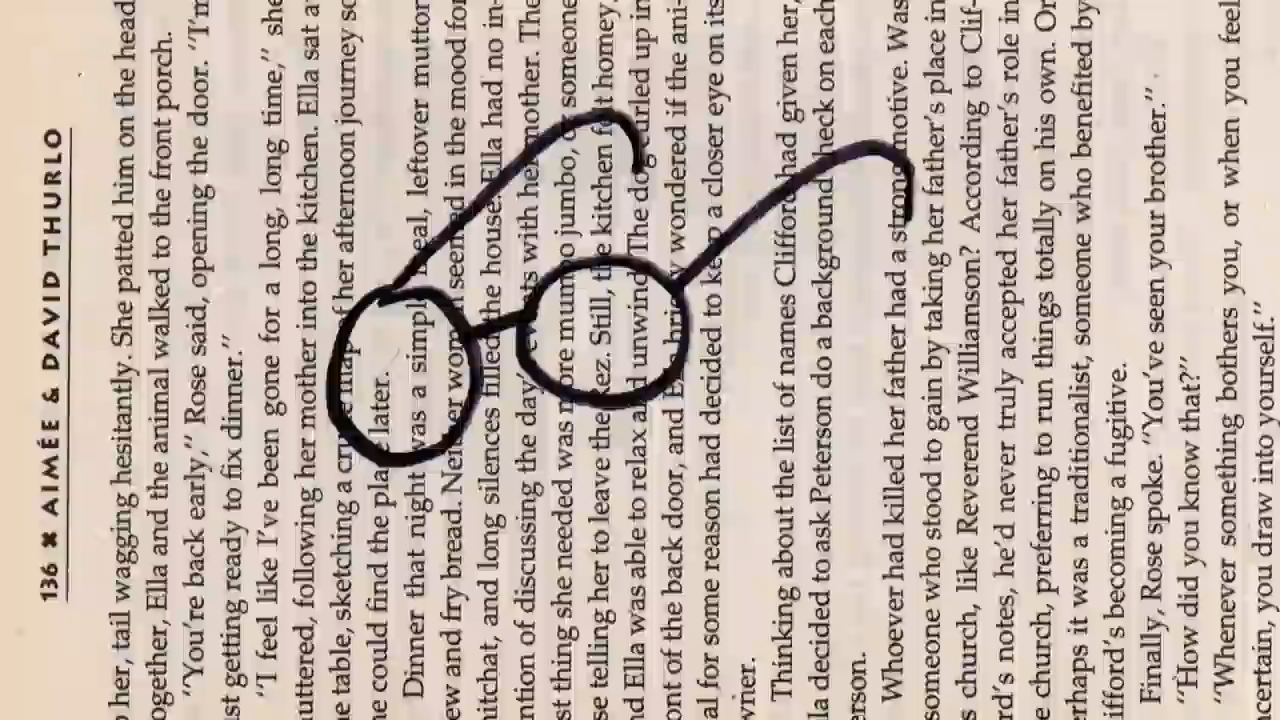 136 ✖ AIMÉE & DAVID THURLO
o her, tail wagging hesitantly. She patted him on the head
ogether, Ella and the animal walked to the front porch.
"You're back early," Rose said, opening the door. "I'm
st getting ready to fix dinner."
"I feel like I've been gone for a long, long time," she
uttered, following her mother into the kitchen. Ella sat a
ne table, sketching a map of her afternoon journey so
ne could find the place later.
Dinner that night was a simple meal, leftover mutton
ew and fry bread. Neither woman seemed in the mood for
hitchat, and long silences filled the house. Ella had no in-
ntion of discussing the day's events with her mother. The
st thing she needed was more mumbo jumbo, or someone
se telling her to leave the Rez. Still, the kitchen felt homey,
nd Ella was able to relax and unwind. The dog curled up in
ont of the back door, and Ella wondered if the ani-
al for some reason had decided to keep a closer eye on its
wner.
Thinking about the list of names Clifford had given her,
la decided to ask Peterson do a background check on each
erson.
Whoever had killed her father had a strong motive. Was
someone who stood to gain by taking her father's place in
s church, like Reverend Williamson? According to Clif-
rd's notes, he'd never truly accepted her father's role in
e church, preferring to run things totally on his own. Or
erhaps it was a traditionalist, someone who benefited by
ifford's becoming a fugitive.
Finally, Rose spoke. "You've seen your brother."
"How did you know that?"
"Whenever something bothers you, or when you feel
ncertain, you draw into yourself."